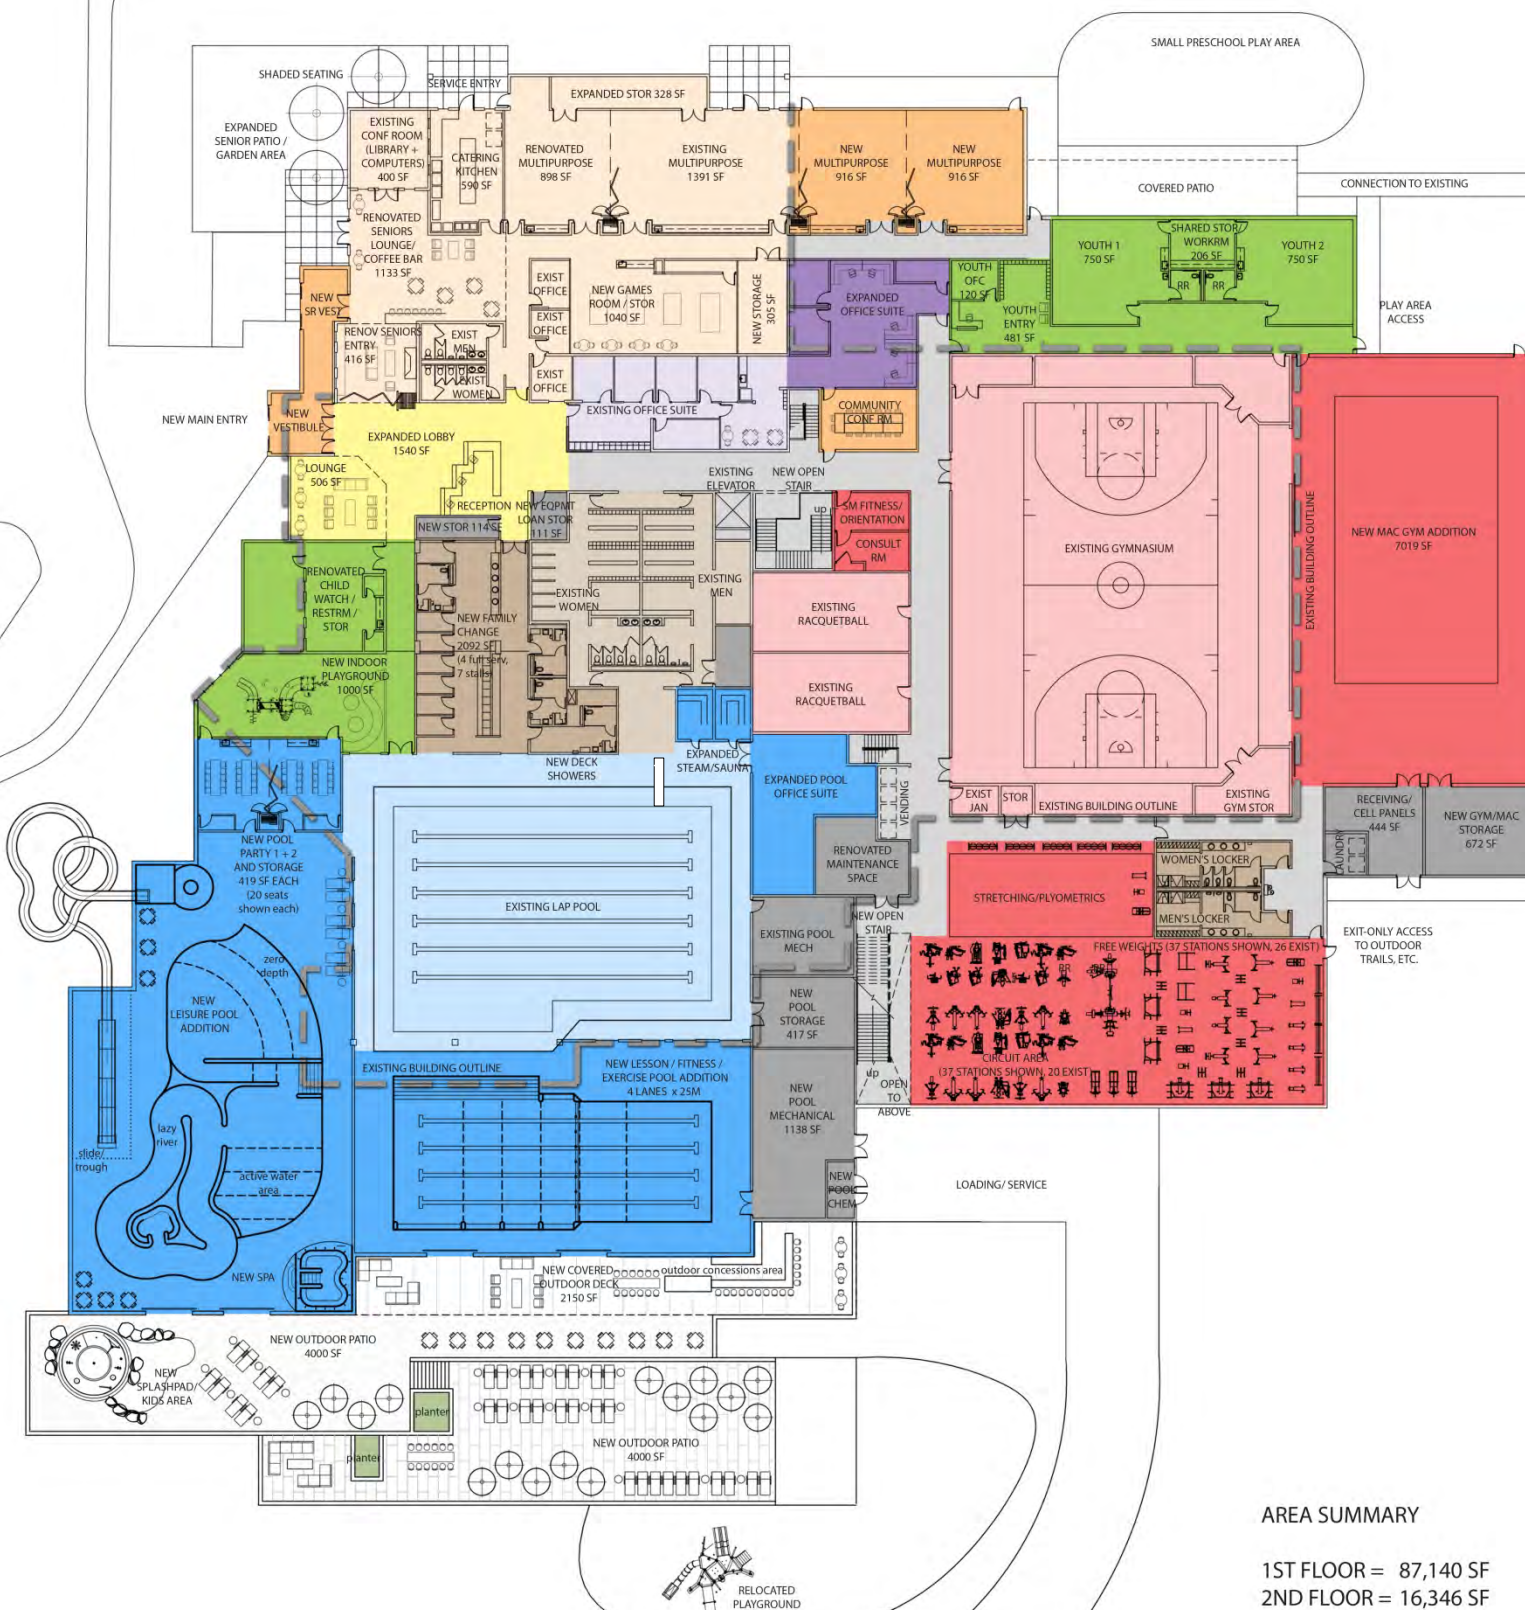 SMALL PRESCHOOL PLAY AREA
SHADED SEATING
SERVICE ENTRY
EXPANDED STOR 328 SF
EXPANDED
SENIOR PATIO /
GARDEN AREA
EXISTING
CONF ROOM
(LIBRARY +
COMPUTERS)
400 SF
CATERING
KITCHEN
590 SF
RENOVATED
MULTIPURPOSE
898 SF
EXISTING
MULTIPURPOSE
1391 SF
NEW
MULTIPURPOSE
916 SF
NEW
MULTIPURPOSE
916 SF
COVERED PATIO
CONNECTION TO EXISTING
RENOVATED
SENIORS
LOUNGE/
COFFEE BAR
1133 SF
YOUTH 1
750 SF
SHARED STOR/
WORKRM
206 SF
YOUTH 2
750 SF
RR
RR
NEW
SR VEST
EXIST
OFFICE
NEW GAMES
ROOM / STOR
1040 SF
NEW STORAGE
305 SF
EXPANDED
OFFICE SUITE
YOUTH
OFC
120 SF
YOUTH
ENTRY
481 SF
PLAY AREA
ACCESS
RENOV SENIORS
ENTRY
416 SF
EXIST
MEN
EXIST
OFFICE
EXIST
WOMEN
EXIST
OFFICE
NEW MAIN ENTRY
NEW
VESTIBULE
EXPANDED LOBBY
1540 SF
EXISTING OFFICE SUITE
COMMUNITY
CONF RM
LOUNGE
506 SF
EXISTING
ELEVATOR
NEW OPEN
STAIR
RECEPTION
NEW EQPMT
LOAN STOR
111 SF
NEW STOR 114 SF
up
SM FITNESS/
ORIENTATION
CONSULT
RM
EXISTING GYMNASIUM
EXISTING BUILDING OUTLINE
NEW MAC GYM ADDITION
7019 SF
RENOVATED
CHILD
WATCH /
RESTRM /
STOR
EXISTING
WOMEN
EXISTING
MEN
EXISTING
RACQUETBALL
NEW FAMILY
CHANGE
2092 SF
(4 full serv,
7 stalls)
NEW INDOOR
PLAYGROUND
1000 SF
EXISTING
RACQUETBALL
NEW DECK
SHOWERS
EXPANDED
STEAM/SAUNA
EXPANDED POOL
OFFICE SUITE
VENDING
EXIST
JAN
STOR
EXISTING BUILDING OUTLINE
EXISTING
GYM STOR
RECEIVING/
CELL PANELS
444 SF
NEW GYM/MAC
STORAGE
672 SF
LAUNDRY
NEW POOL
PARTY 1 + 2
AND STORAGE
419 SF EACH
(20 seats
shown each)
RENOVATED
MAINTENANCE
SPACE
WOMEN'S LOCKER
STRETCHING/PLYOMETRICS
MEN'S LOCKER
EXISTING LAP POOL
EXISTING POOL
MECH
NEW OPEN
STAIR
FREE WEIGHTS (37 STATIONS SHOWN, 26 EXIST)
RR
RR
EXIT-ONLY ACCESS
TO OUTDOOR
TRAILS, ETC.
zero
depth
NEW
LEISURE POOL
ADDITION
NEW
POOL
STORAGE
417 SF
EXISTING BUILDING OUTLINE
NEW LESSON / FITNESS /
EXERCISE POOL ADDITION
4 LANES x 25M
CIRCUIT AREA
(37 STATIONS SHOWN, 20 EXIST)
up
OPEN
TO
ABOVE
NEW
POOL
MECHANICAL
1138 SF
lazy
river
slide/
trough
active water
area
NEW
POOL
CHEM
LOADING/ SERVICE
NEW SPA
NEW COVERED
OUTDOOR DECK
2150 SF
outdoor concessions area
NEW OUTDOOR PATIO
4000 SF
NEW
SPLASHPAD/
KIDS AREA
planter
planter
NEW OUTDOOR PATIO
4000 SF
RELOCATED
PLAYGROUND
AREA SUMMARY
1ST FLOOR = 87,140 SF
2ND FLOOR = 16,346 SF